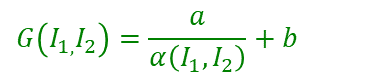 G(I₁,I₂) = a / α(I₁,I₂) + b